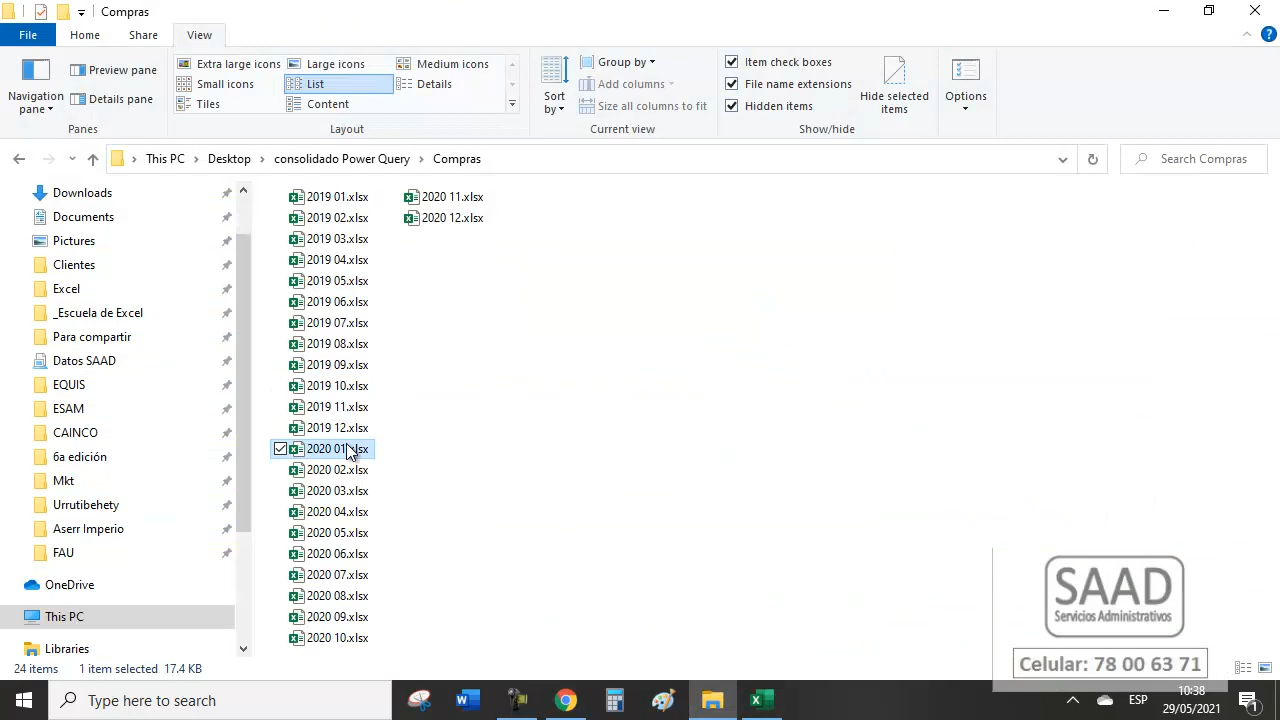 Compras
File
Home
Share
View
Navigation pane
Preview pane
Details pane
Panes
Extra large icons
Large icons
Medium icons
Small icons
List
Details
Tiles
Content
Layout
Sort by
Group by
Add columns
Size all columns to fit
Current view
Item check boxes
File name extensions
Hidden items
Hide selected items
Show/hide
Options
This PC > Desktop > consolidado Power Query > Compras
Search Compras
Downloads
Documents
Pictures
Clientes
Excel
_Escuela de Excel
Para compartir
Datos SAAD
EQUIS
ESAM
CAINCO
6a edición
Mkt
Urrutibehety
Aserr Imperio
FAU
OneDrive
This PC
Libraries
2019 01.xlsx
2019 02.xlsx
2019 03.xlsx
2019 04.xlsx
2019 05.xlsx
2019 06.xlsx
2019 07.xlsx
2019 08.xlsx
2019 09.xlsx
2019 10.xlsx
2019 11.xlsx
2019 12.xlsx
2020 01.xlsx
2020 02.xlsx
2020 03.xlsx
2020 04.xlsx
2020 05.xlsx
2020 06.xlsx
2020 07.xlsx
2020 08.xlsx
2020 09.xlsx
2020 10.xlsx
2020 11.xlsx
2020 12.xlsx
24 items
1 item selected 17.4 KB
SAAD
Servicios Administrativos
Celular: 78 00 63 71
Type here to search
ESP
10:38
29/05/2021
1